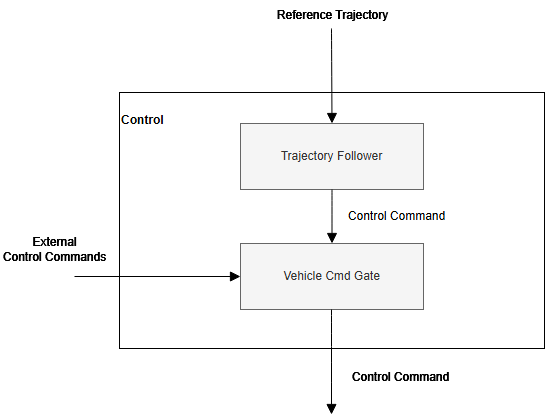 Reference Trajectory
Control
Trajectory Follower
Control Command
External
Control Commands
Vehicle Cmd Gate
Control Command